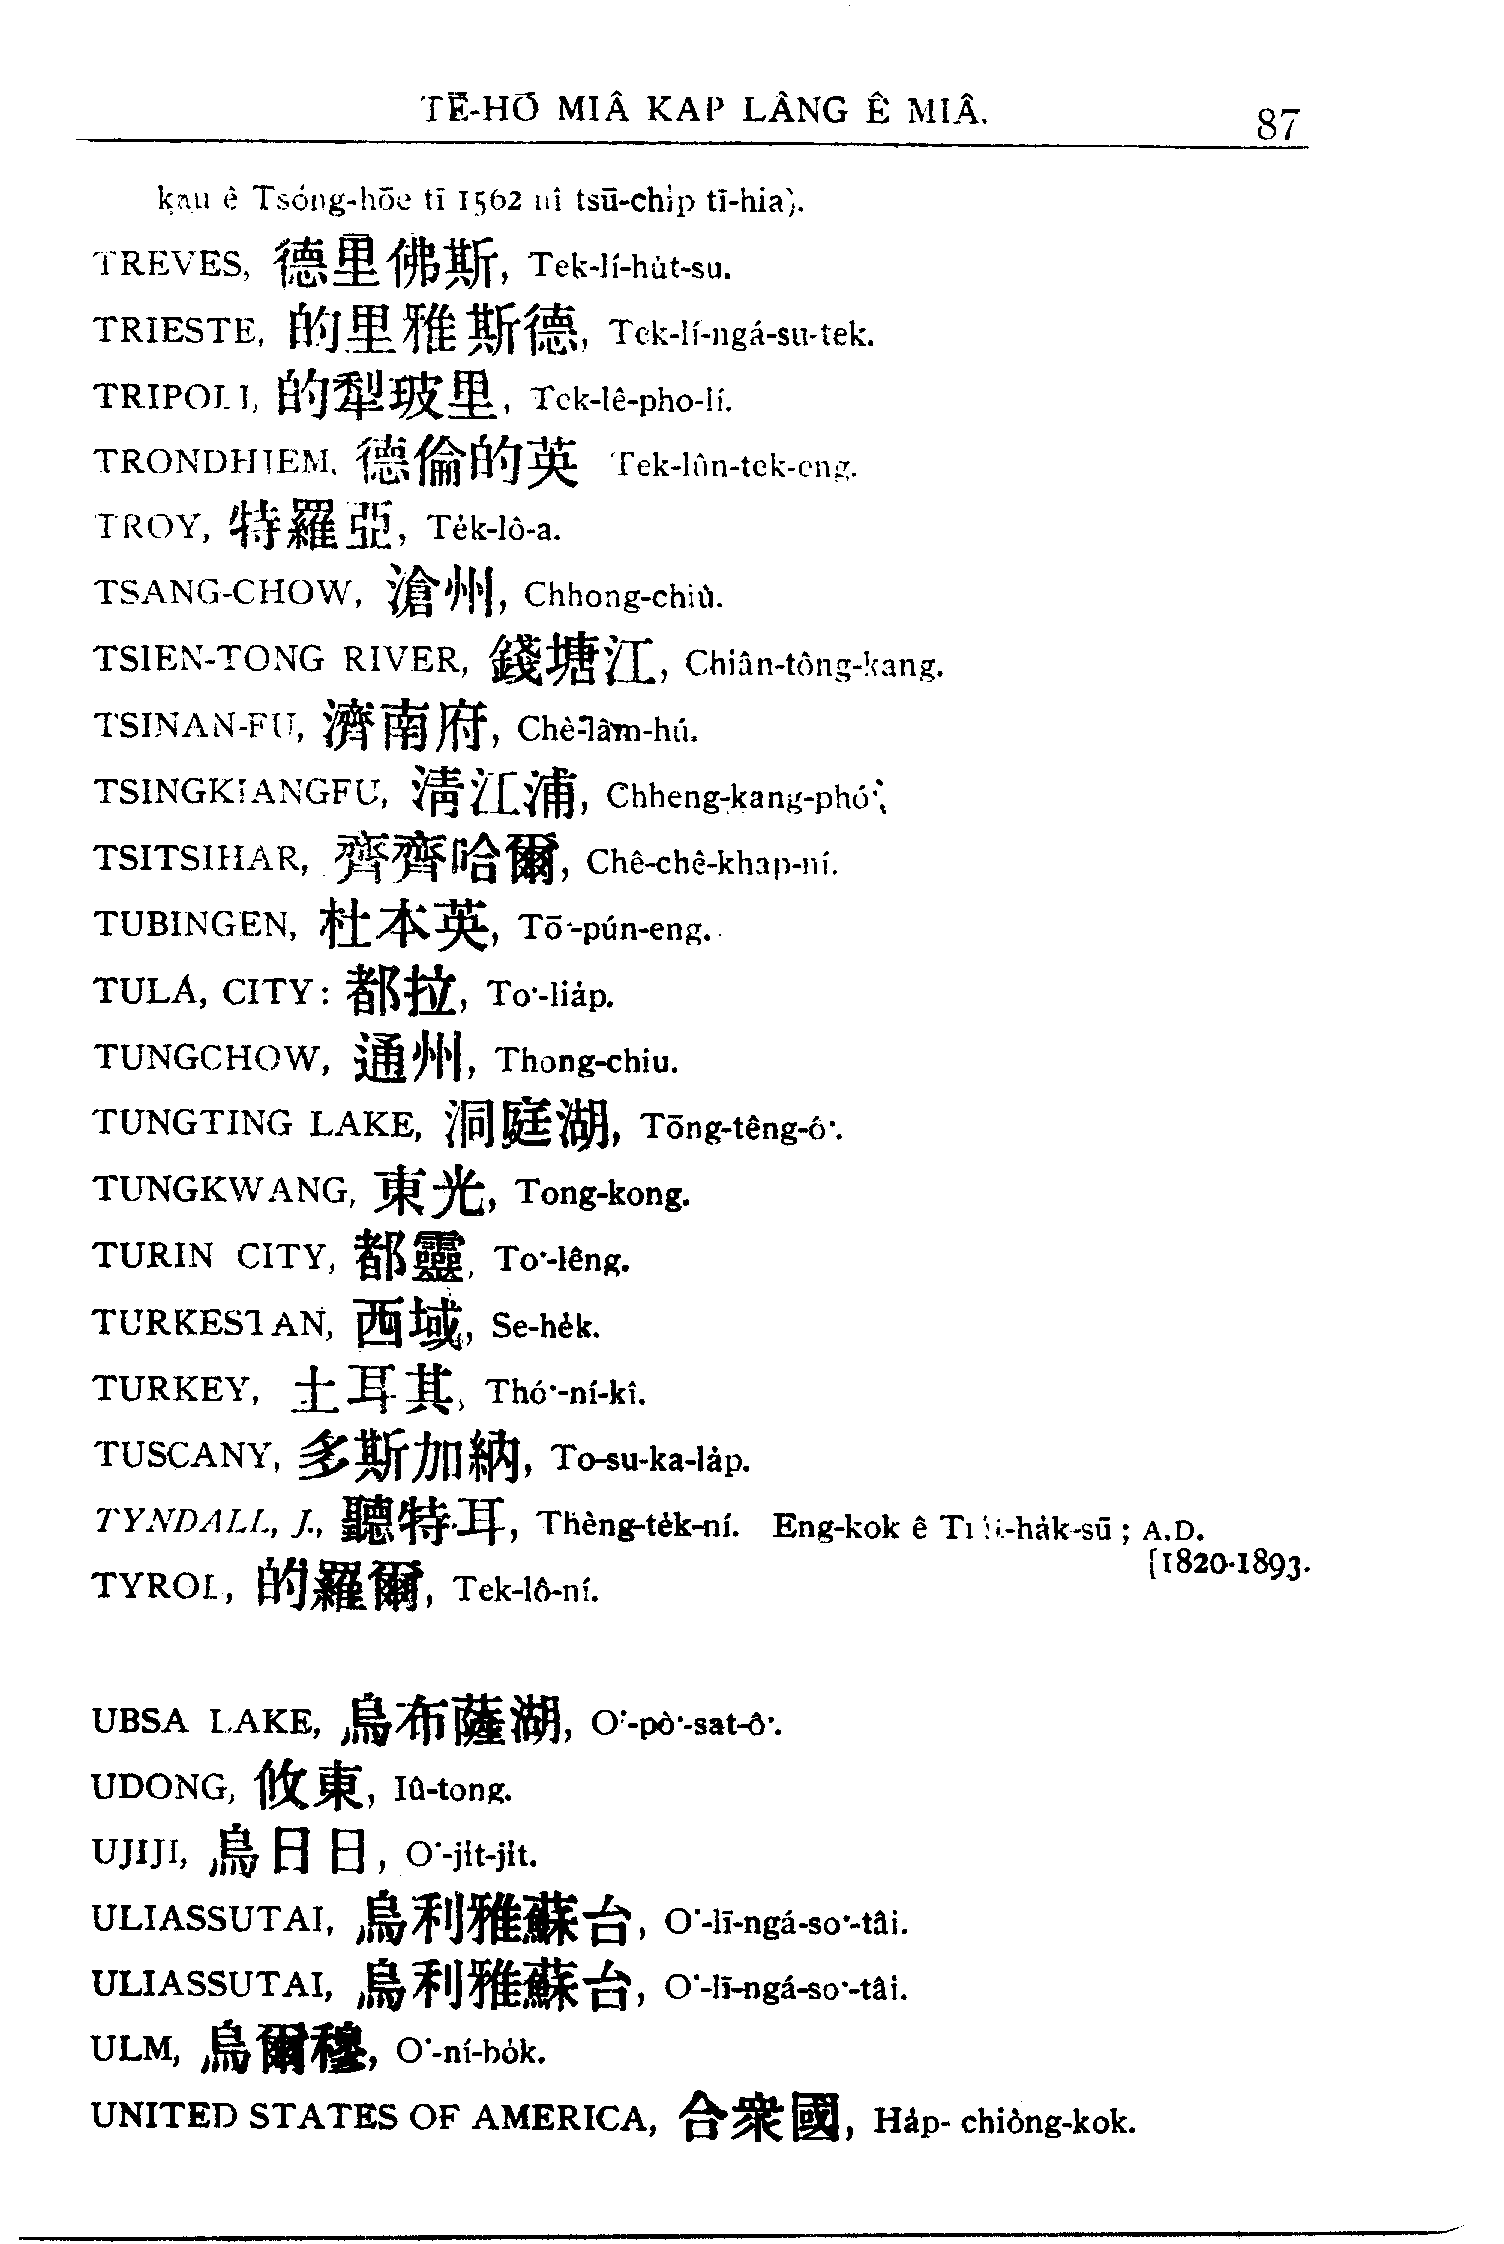 TĒ-HŌ MIÂ KAP LÂNG Ê MIÂ.
87
kau ê Tsóng-hōe tī 1562 nî tsū-chi̍p tī-hia).
TREVES, 德里佛斯, Tek-lí-hu̍t-su.
TRIESTE, 的里雅斯德, Tek-lí-ngá-su-tek.
TRIPOLI, 的犁玻里, Tek-lê-pho-lí.
TRONDHIEM, 德倫的英 Tek-lûn-tek-eng.
TROY, 特羅亞, Te̍k-lô-a.
TSANG-CHOW, 滄州, Chhong-chiû.
TSIEN-TONG RIVER, 錢塘江, Chiân-tông-kang.
TSINAN-FU, 濟南府, Chè-lâm-hú.
TSINGKIANGFU, 淸江浦, Chheng-kang-phó͘.
TSITSIHAR, 齊齊哈爾, Chê-chê-khap-ní.
TUBINGEN, 杜本英, Tō͘-pún-eng.
TULA, CITY: 都拉, To͘-lia̍p.
TUNGCHOW, 通州, Thong-chiu.
TUNGTING LAKE, 洞庭湖, Tōng-têng-ó͘.
TUNGKWANG, 東光, Tong-kong.
TURIN CITY, 都靈, To͘-lêng.
TURKESTAN, 西域, Se-he̍k.
TURKEY, 土耳其, Thó͘-ní-kî.
TUSCANY, 多斯加納, To-su-ka-la̍p.
TYNDALL, J., 聽特耳, Thèng-te̍k-ní. Eng-kok ê -ha̍k-sū; A.D.
[1820-1893.
TYROL, 的羅爾, Tek-lô-ní.
UBSA LAKE, 烏布薩湖, O͘-pò͘-sat-ô͘.
UDONG, 攸東, Iû-tong.
UJIJI, 烏日日, O͘-ji̍t-ji̍t.
ULIASSUTAI, 烏利雅蘇台, O͘-lī-ngá-so͘-tâi.
ULIASSUTAI, 烏利雅蘇台, O͘-lī-ngá-so͘-tâi.
ULM, 烏爾穆, O͘-ní-bo̍k.
UNITED STATES OF AMERICA, 合衆國, Ha̍p- chiòng-kok.